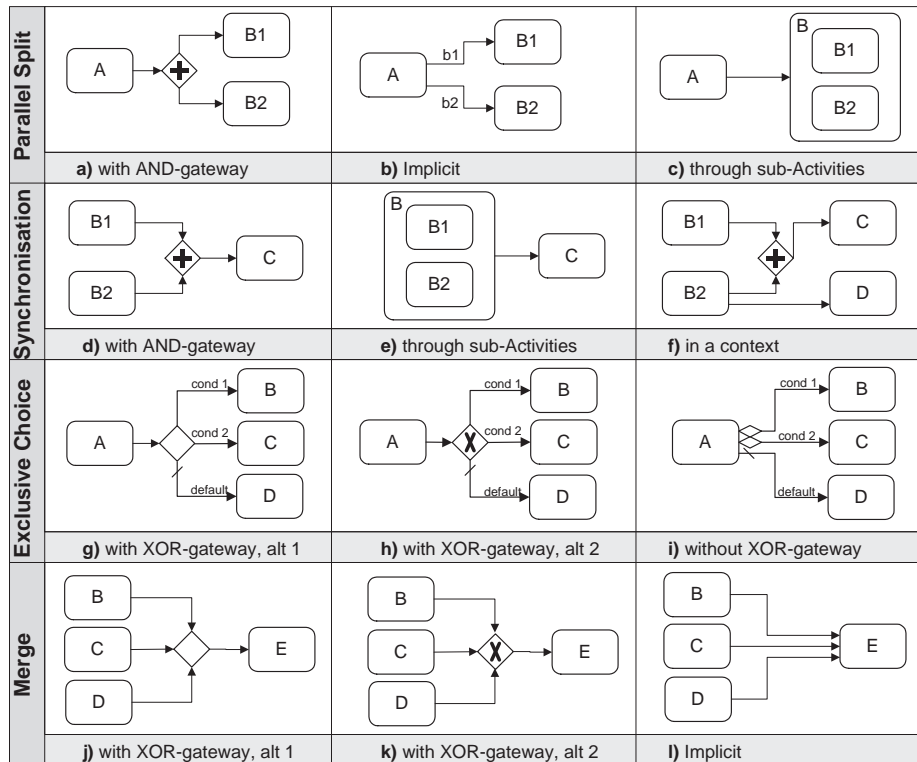 Parallel Split
A
B1
B2
a) with AND-gateway
A
b1
b2
B1
B2
b) Implicit
A
B
B1
B2
c) through sub-Activities
Synchronisation
B1
B2
C
d) with AND-gateway
B
B1
B2
C
e) through sub-Activities
B1
B2
C
D
f) in a context
Exclusive Choice
A
cond 1
B
cond 2
C
default
D
g) with XOR-gateway, alt 1
A
X
cond 1
B
cond 2
C
default
D
h) with XOR-gateway, alt 2
A
cond 1
B
cond 2
C
default
D
i) without XOR-gateway
Merge
B
C
D
E
j) with XOR-gateway, alt 1
B
C
D
X
E
k) with XOR-gateway, alt 2
B
C
D
E
l) Implicit